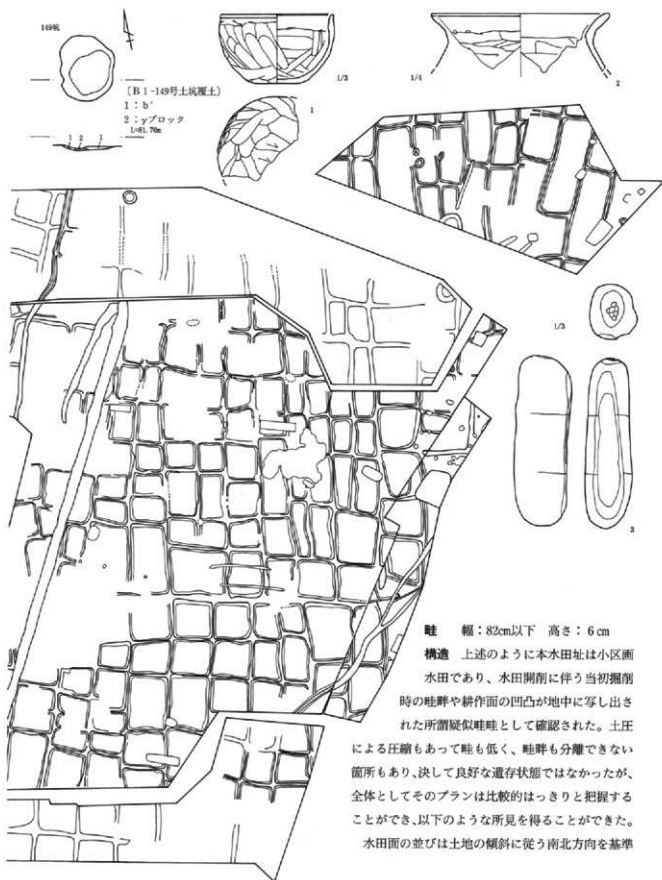 149坑
〔B1-149号土坑覆土〕
1：b′
2：yブロック
L=61.70m
1 2 1
1/3
1
1/4
2
1/3
3
畦　幅：82cm以下　高さ：6cm
構造　上述のように本水田址は小区画
水田であり、水田開削に伴う当初掘削
時の畦畔や耕作面の凹凸が地中に写し出さ
れた所謂疑似畦畦として確認された。土圧
による圧縮もあって畦も低く、畦畔も分離できない
箇所もあり、決して良好な遺存状態ではなかったが、
全体としてそのプランは比較的はっきりと把握する
ことができ、以下のような所見を得ることができた。
水田面の並びは土地の傾斜に従う南北方向を基準